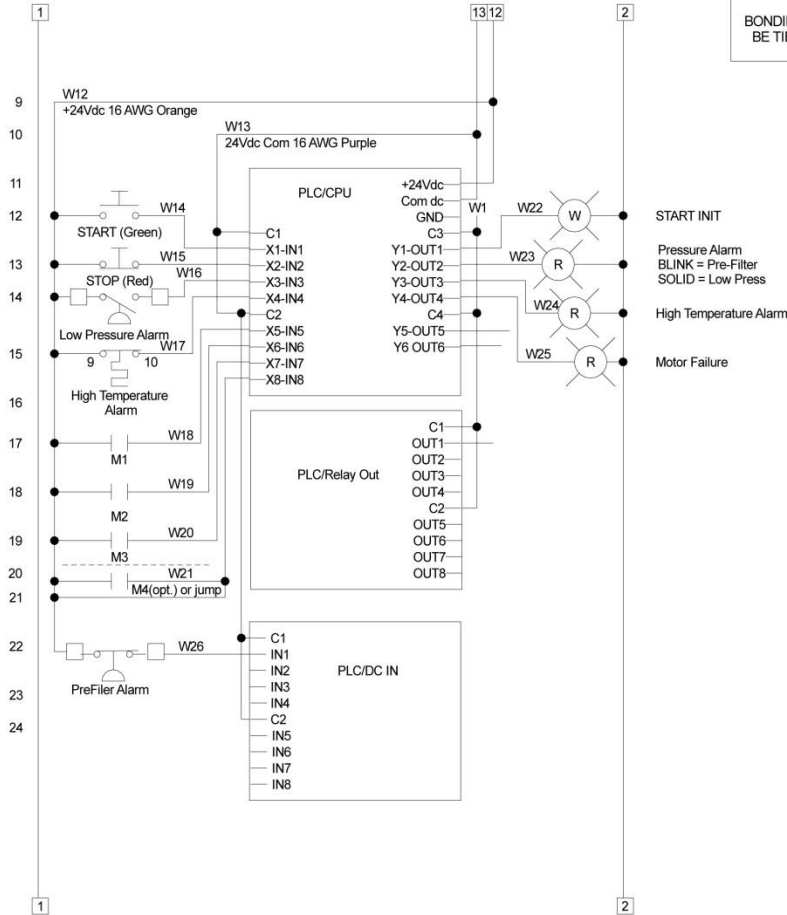 1
13 12
2
BONDI
BE TIE
9
W12
+24Vdc 16 AWG Orange
10
W13
24Vdc Com 16 AWG Purple
11
PLC/CPU
+24Vdc
Com dc
GND
W1
12
START (Green)
W14
C1
C3
W22
W
START INIT
X1-IN1
Y1-OUT1
13
STOP (Red)
W15
X2-IN2
Y2-OUT2
W23
R
Pressure Alarm
BLINK = Pre-Filter
SOLID = Low Press
14
W16
X3-IN3
Y3-OUT3
Low Pressure Alarm
X4-IN4
Y4-OUT4
W24
R
High Temperature Alarm
C2
C4
15
9
10
W17
X5-IN5
Y5-OUT5
X6-IN6
Y6 OUT6
W25
R
Motor Failure
X7-IN7
X8-IN8
High Temperature
Alarm
16
17
W18
M1
18
W19
M2
19
W20
M3
20
W21
M4(opt.) or jump
21
PLC/Relay Out
C1
OUT1
OUT2
OUT3
OUT4
C2
OUT5
OUT6
OUT7
OUT8
22
W26
PreFiler Alarm
23
24
PLC/DC IN
C1
IN1
IN2
IN3
IN4
C2
IN5
IN6
IN7
IN8
1
2